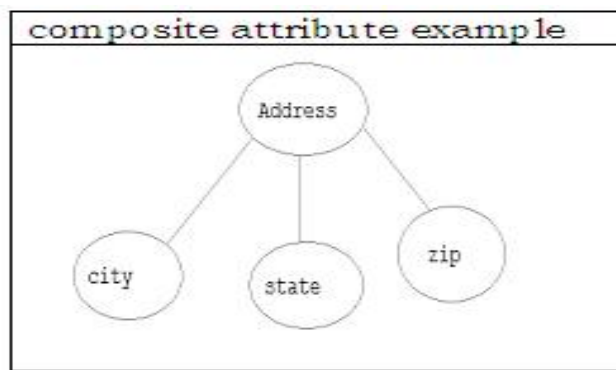 composite attribute example
Address
city
state
zip